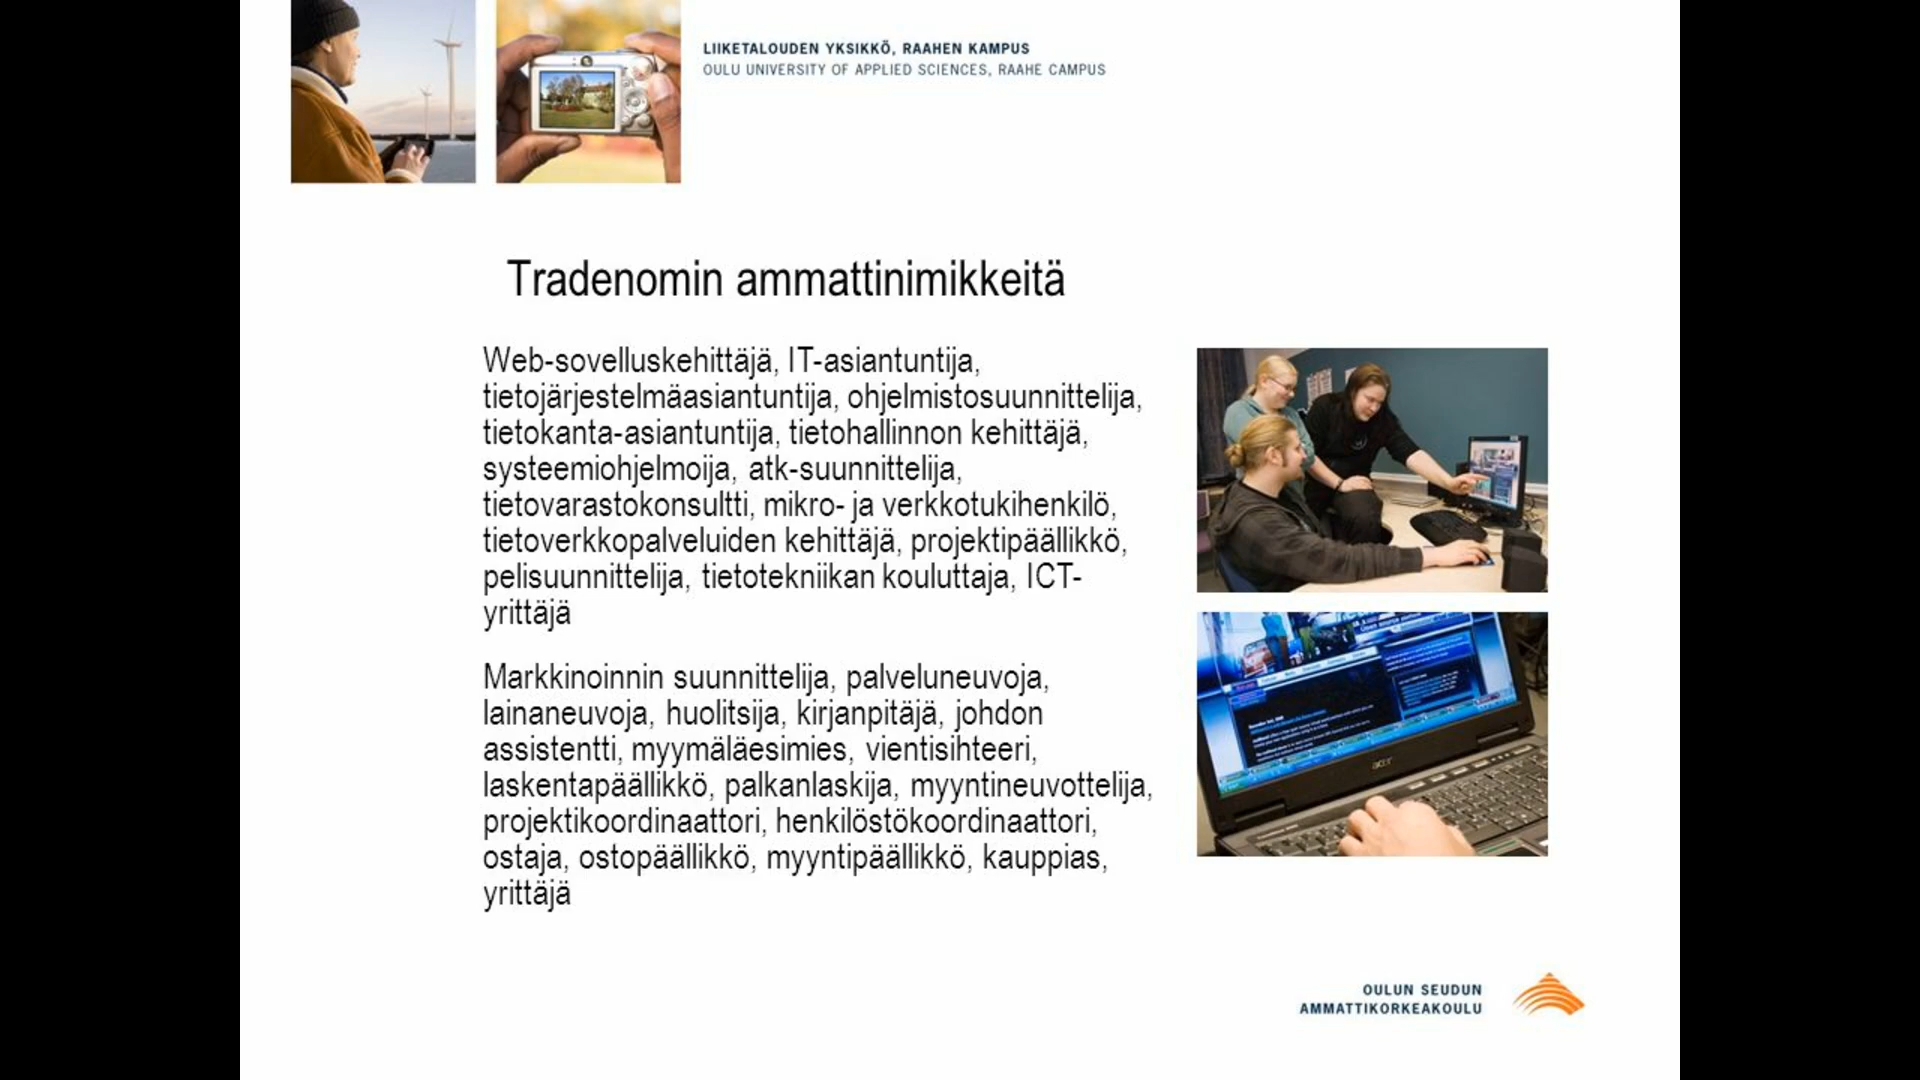 LIIKETALOUDEN YKSIKKÖ, RAAHEN KAMPUS
OULU UNIVERSITY OF APPLIED SCIENCES, RAAHE CAMPUS
Tradenomin ammattinimikkeitä
Web-sovelluskehittäjä, IT-asiantuntija,
tietojärjestelmäasiantuntija, ohjelmistosuunnittelija,
tietokanta-asiantuntija, tietohallinnon kehittäjä,
systeemiohjelmoija, atk-suunnittelija,
tietovarastokonsultti, mikro- ja verkkotukihenkilö,
tietoverkkopalveluiden kehittäjä, projektipäällikkö,
pelisuunnittelija, tietotekniikan kouluttaja, ICT-
yrittäjä
Markkinoinnin suunnittelija, palveluneuvoja,
lainaneuvoja, huolitsija, kirjanpitäjä, johdon
assistentti, myymäläesimies, vientisihteeri,
laskentapäällikkö, palkanlaskija, myyntineuvottelija,
projektikoordinaattori, henkilöstökoordinaattori,
ostaja, ostopäällikkö, myyntipäällikkö, kauppias,
yrittäjä
acer
OULUN SEUDUN
AMMATTIKORKEAKOULU